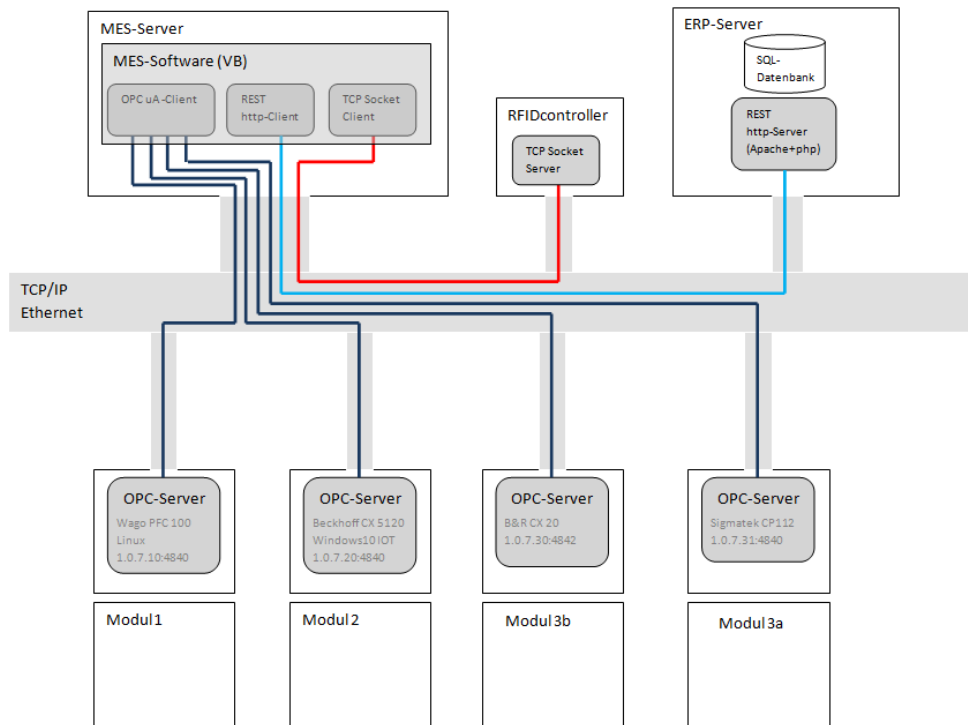 MES-Server
MES-Software (VB)
OPC uA-Client
REST
http-Client
TCP Socket
Client
RFIDcontroller
TCP Socket
Server
ERP-Server
SQL-
Datenbank
REST
http-Server
(Apache+php)
TCP/IP
Ethernet
OPC-Server
Wago PFC 100
Linux
1.0.7.10:4840
OPC-Server
Beckhoff CX 5120
Windows10 IOT
1.0.7.20:4840
OPC-Server
B&R CX 20
1.0.7.30:4842
OPC-Server
Sigmatek CP112
1.0.7.31:4840
Modul 1
Modul 2
Modul 3b
Modul 3a